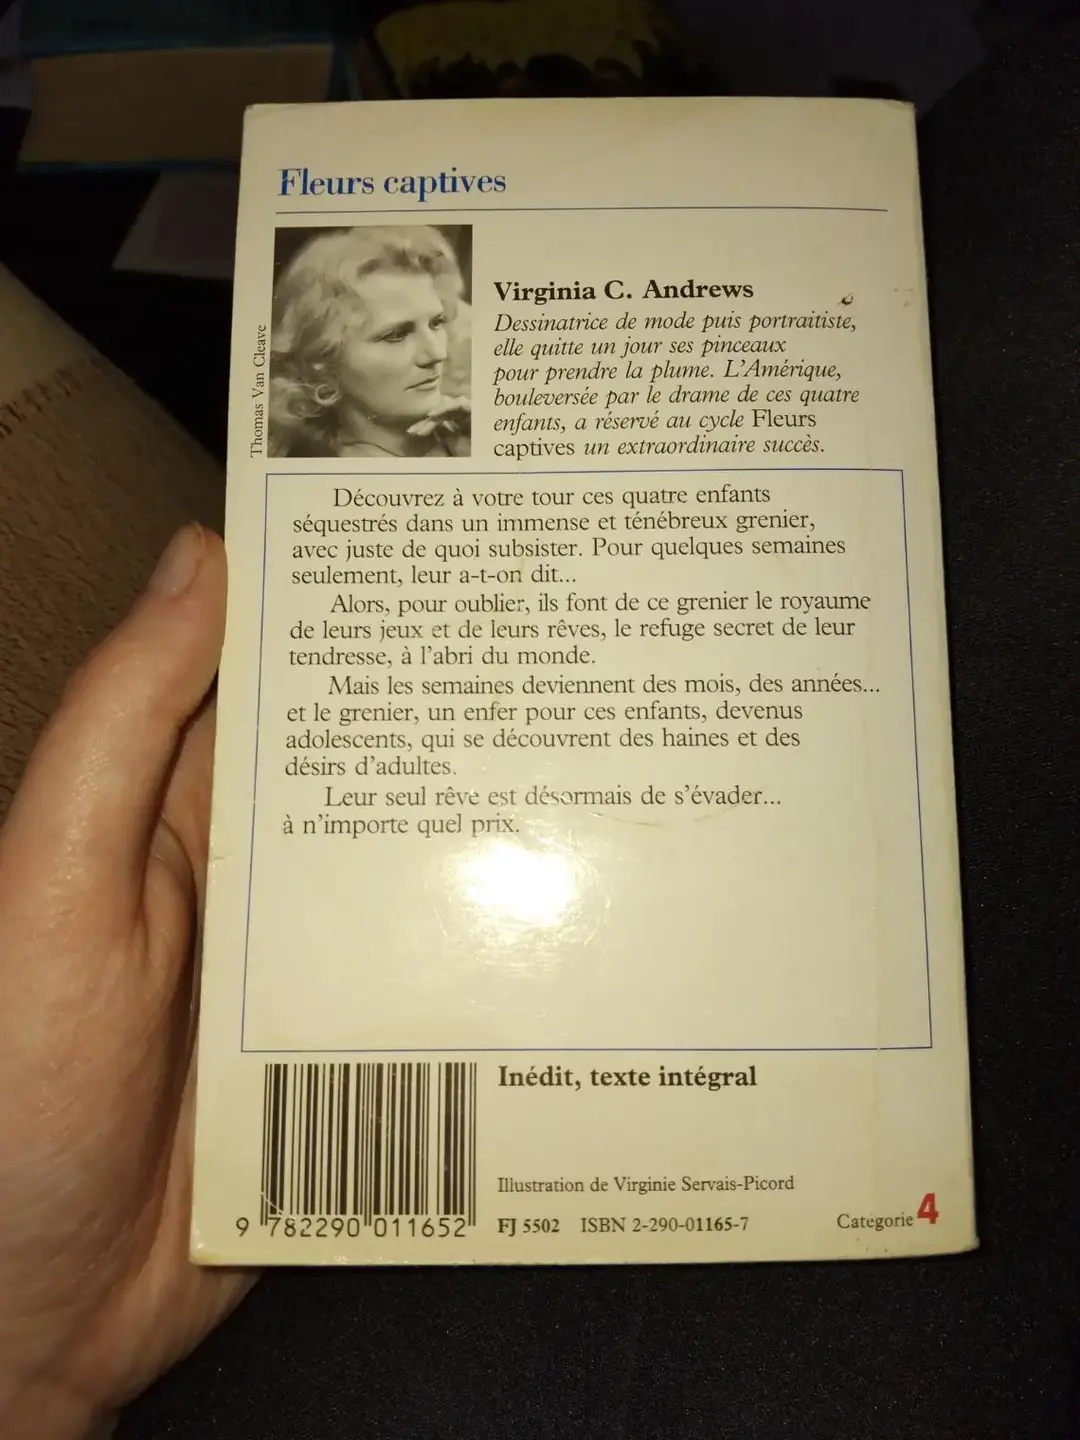 Fleurs captives
Thomas Van Cleave
Virginia C. Andrews
Dessinatrice de mode puis portraitiste,
elle quitte un jour ses pinceaux
pour prendre la plume. L'Amérique,
bouleversée par le drame de ces quatre
enfants, a réservé au cycle Fleurs
captives un extraordinaire succès.
Découvrez à votre tour ces quatre enfants
séquestrés dans un immense et ténébreux grenier,
avec juste de quoi subsister. Pour quelques semaines
seulement, leur a-t-on dit...
Alors, pour oublier, ils font de ce grenier le royaume
de leurs jeux et de leurs rêves, le refuge secret de leur
tendresse, à l'abri du monde.
Mais les semaines deviennent des mois, des années...
et le grenier, un enfer pour ces enfants, devenus
adolescents, qui se découvrent des haines et des
désirs d'adultes.
Leur seul rêve est désormais de s'évader...
à n'importe quel prix.
Inédit, texte intégral
Illustration de Virginie Servais-Picord
9 782290 011652
FJ 5502 ISBN 2-290-01165-7
Catégorie 4